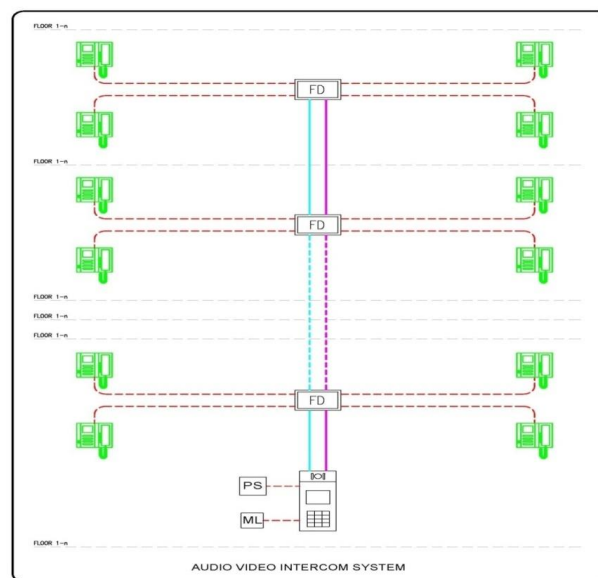 FLOOR 1-n
FD
FLOOR 1-n
FD
FLOOR 1-n
FLOOR 1-n
FLOOR 1-n
FD
PS
ML
FLOOR 1-n
AUDIO VIDEO INTERCOM SYSTEM